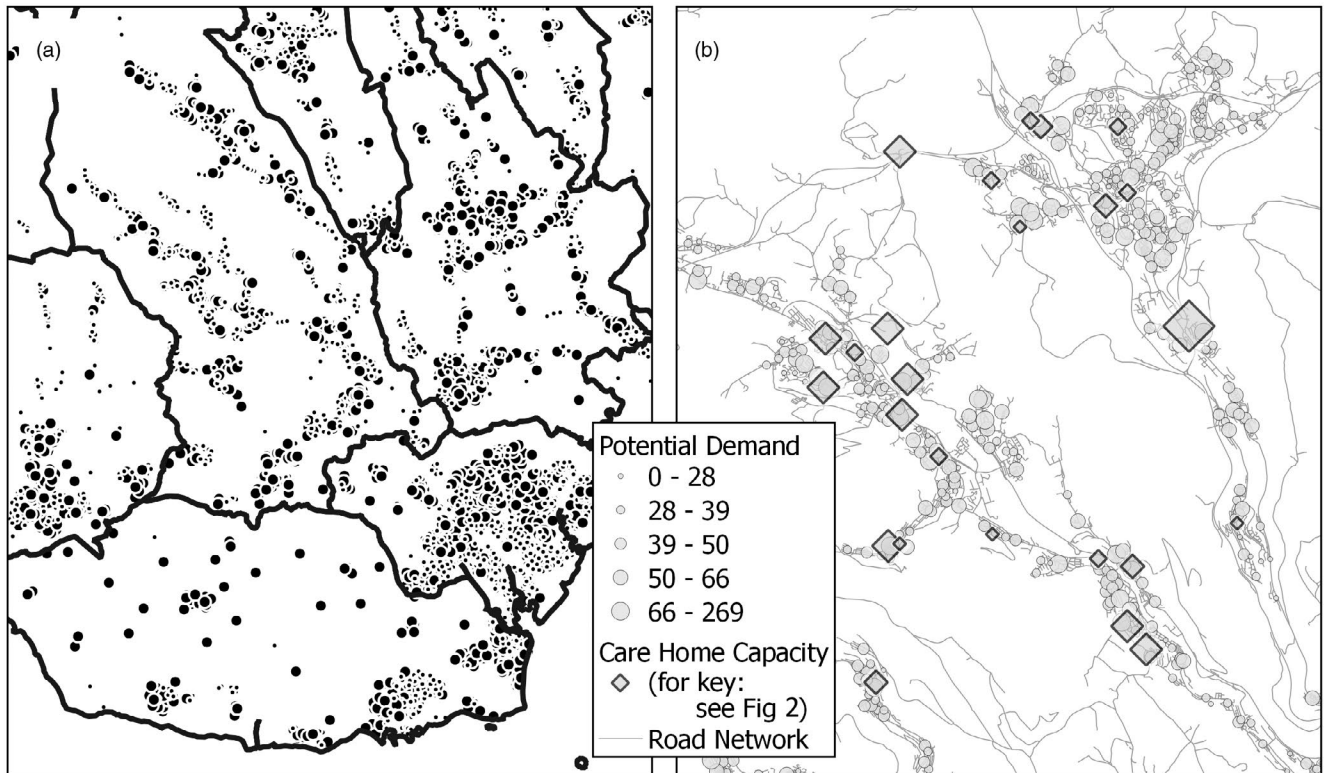 (a)
(b)
Potential Demand
0 - 28
28 - 39
39 - 50
50 - 66
66 - 269
Care Home Capacity
(for key:
see Fig 2)
Road Network